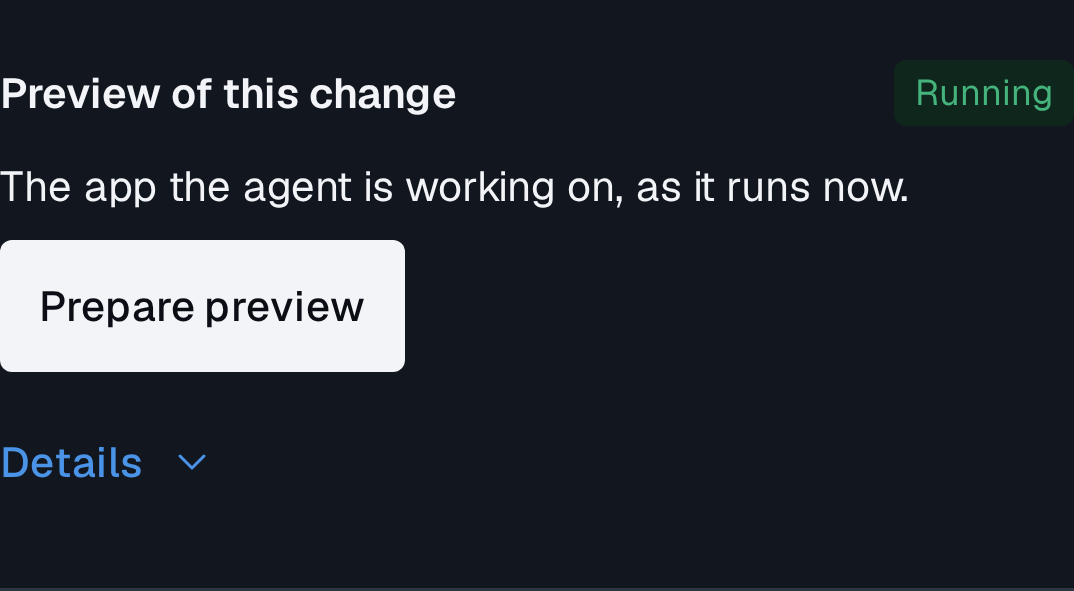 Preview of this change
Running
The app the agent is working on, as it runs now.
Prepare preview
Details